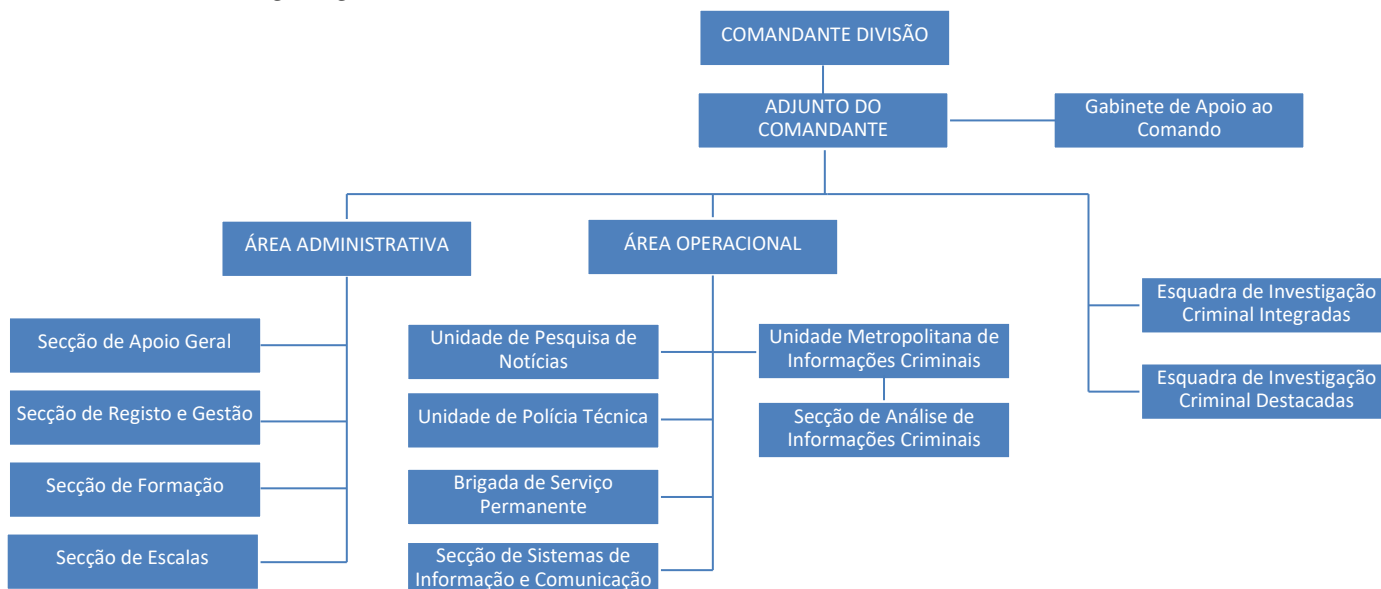 COMANDANTE DIVISÃO
ADJUNTO DO
COMANDANTE
Gabinete de Apoio ao
Comando
ÁREA ADMINISTRATIVA
ÁREA OPERACIONAL
Secção de Apoio Geral
Secção de Registo e Gestão
Secção de Formação
Secção de Escalas
Unidade de Pesquisa de
Notícias
Unidade de Polícia Técnica
Brigada de Serviço
Permanente
Secção de Sistemas de
Informação e Comunicação
Unidade Metropolitana de
Informações Criminais
Secção de Análise de
Informações Criminais
Esquadra de Investigação
Criminal Integradas
Esquadra de Investigação
Criminal Destacadas